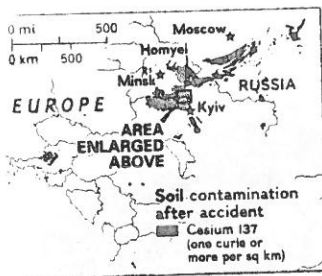 0 mi 400
0 km 500
Moscow
Homyel
Minsk
RUSSIA
EUROPE
Kyiv
AREA
ENLARGED
ABOVE
Soil contamination
after accident
Cesium 137
(one curie or
more per sq km)